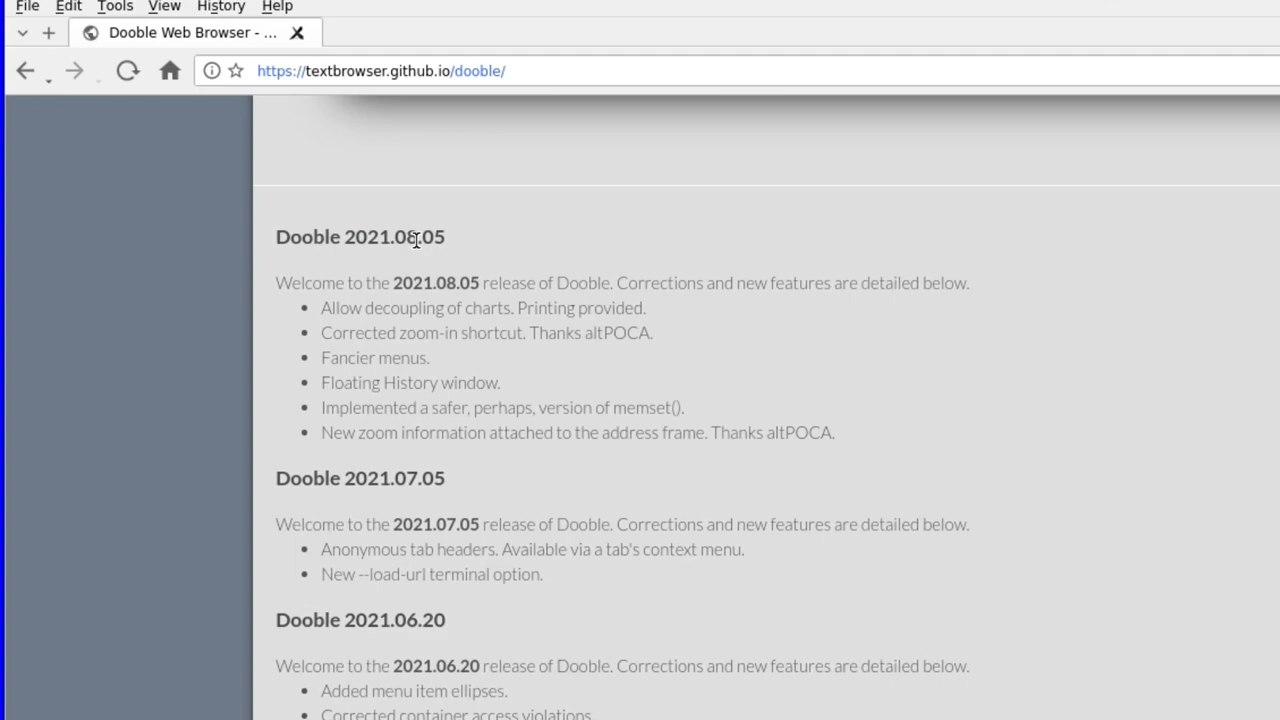 File Edit Tools View History Help
Dooble Web Browser - ...
https://textbrowser.github.io/dooble/
Dooble 2021.08.05
Welcome to the 2021.08.05 release of Dooble. Corrections and new features are detailed below.
Allow decoupling of charts. Printing provided.
Corrected zoom-in shortcut. Thanks altPOCA.
Fancier menus.
Floating History window.
Implemented a safer, perhaps, version of memset().
New zoom information attached to the address frame. Thanks altPOCA.
Dooble 2021.07.05
Welcome to the 2021.07.05 release of Dooble. Corrections and new features are detailed below.
Anonymous tab headers. Available via a tab's context menu.
New --load-url terminal option.
Dooble 2021.06.20
Welcome to the 2021.06.20 release of Dooble. Corrections and new features are detailed below.
Added menu item ellipses.
Corrected container access violations.